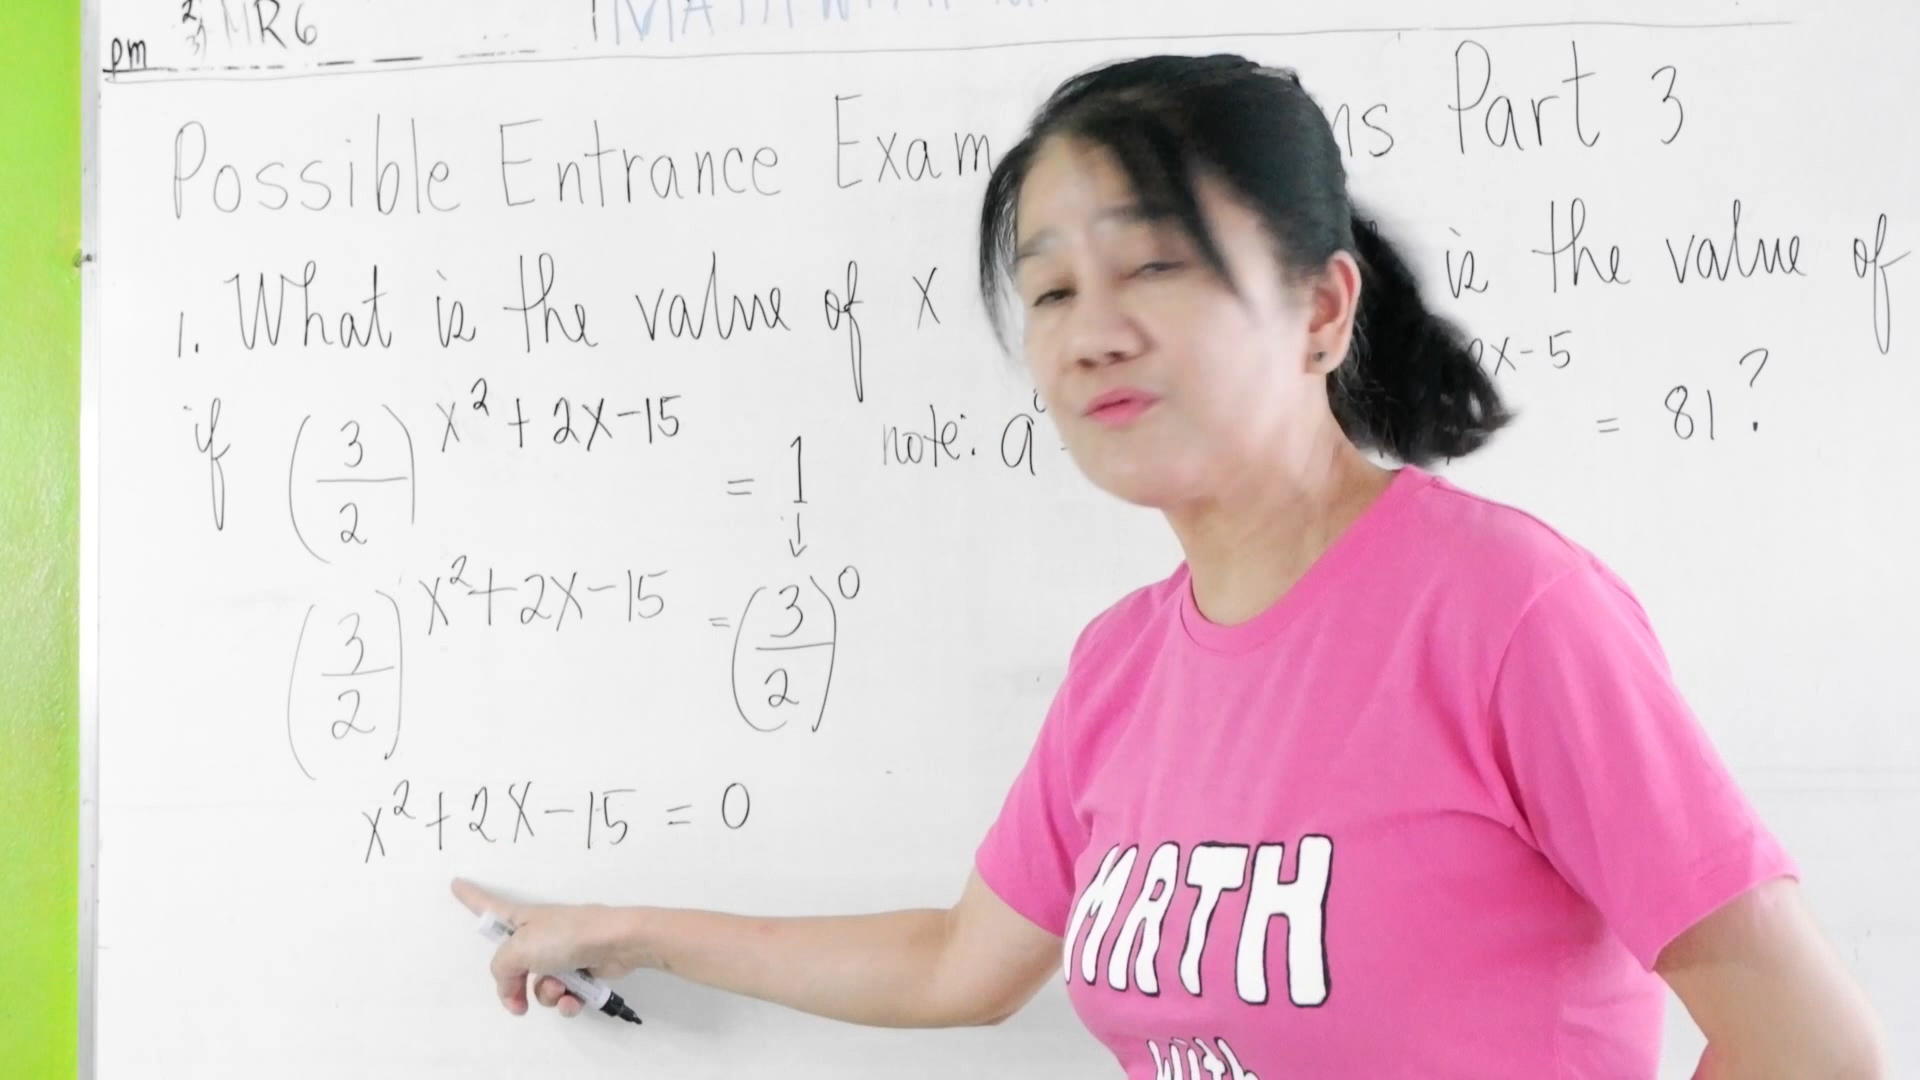 pm MR6
Possible Entrance Exam ns Part 3
1. What is the value of x
if (3/2)^x²+2x-15 = 1 note: a
↓
(3/2)^x²+2x-15 = (3/2)^0
x²+2x-15 = 0
is the value of
x-5 = 81?
MATH
With